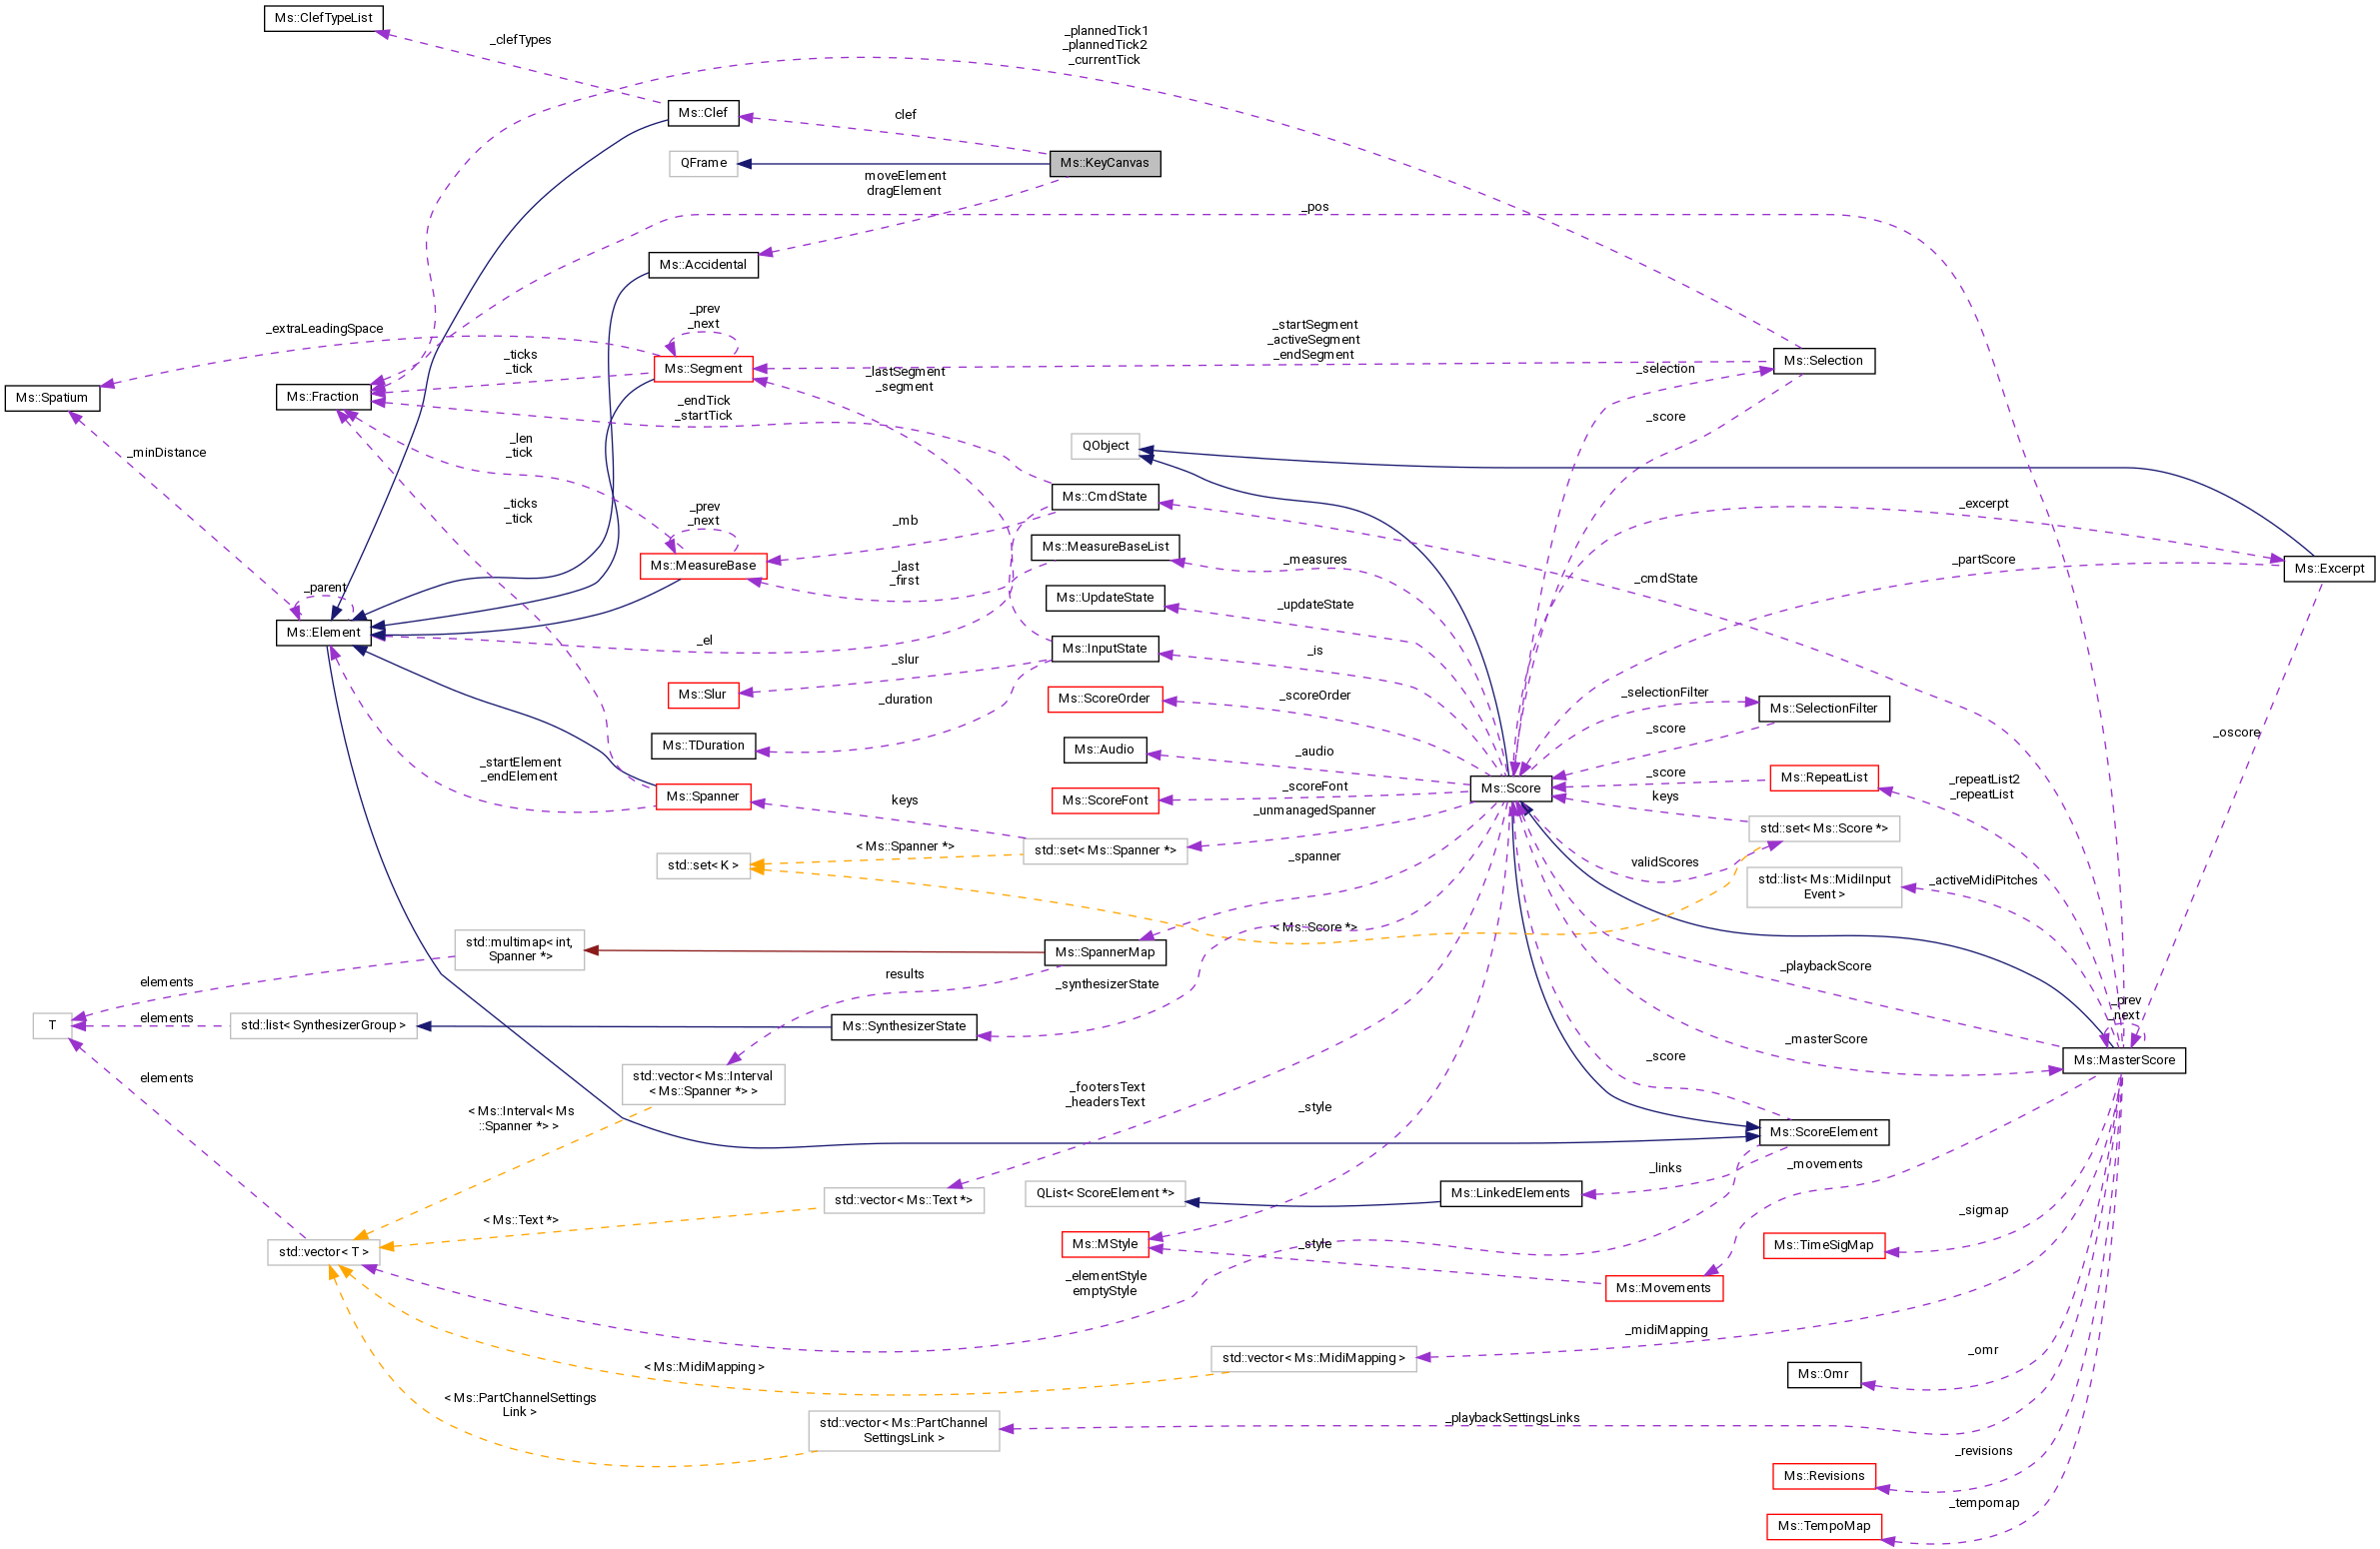 Ms::ClefTypeList
_clefTypes
_plannedTick1
_plannedTick2
_currentTick
Ms::Clef
clef
QFrame
Ms::KeyCanvas
moveElement
dragElement
_pos
Ms::Accidental
_extraLeadingSpace
_prev
_next
_startSegment
_activeSegment
_endSegment
_ticks
_tick
Ms::Segment
_lastSegment
_segment
_selection
Ms::Selection
Ms::Spatium
Ms::Fraction
_endTick
_startTick
_score
_minDistance
_len
_tick
QObject
_ticks
_tick
_prev
_next
_mb
Ms::CmdState
_excerpt
Ms::MeasureBaseList
_measures
_partScore
Ms::Excerpt
Ms::MeasureBase
_last
_first
_cmdState
_parent
Ms::UpdateState
_updateState
Ms::Element
_el
Ms::InputState
_is
_slur
Ms::Slur
_duration
Ms::ScoreOrder
_scoreOrder
_selectionFilter
Ms::SelectionFilter
_score
_oscore
Ms::TDuration
Ms::Audio
_audio
_startElement
_endElement
Ms::Spanner
keys
Ms::ScoreFont
_scoreFont
_unmanagedSpanner
Ms::Score
_score
keys
Ms::RepeatList
_repeatList2
_repeatList
std::set< Ms::Score *>
< Ms::Spanner *>
std::set< Ms::Spanner *>
std::set< K >
_spanner
validScores
std::list< Ms::MidiInput
Event >
_activeMidiPitches
< Ms::Score *>
std::multimap< int,
Spanner *>
Ms::SpannerMap
elements
results
_synthesizerState
_playbackScore
_prev
_next
T
elements
std::list< SynthesizerGroup >
Ms::SynthesizerState
_masterScore
Ms::MasterScore
elements
std::vector< Ms::Interval
< Ms::Spanner *> >
_footersText
_headersText
_score
_style
< Ms::Interval< Ms
::Spanner *> >
Ms::ScoreElement
_links
_movements
std::vector< Ms::Text *>
QList< ScoreElement *>
Ms::LinkedElements
< Ms::Text *>
_sigmap
std::vector< T >
Ms::MStyle
_style
Ms::TimeSigMap
_elementStyle
emptyStyle
Ms::Movements
_midiMapping
< Ms::MidiMapping >
std::vector< Ms::MidiMapping >
_omr
Ms::Omr
< Ms::PartChannelSettings
Link >
std::vector< Ms::PartChannel
SettingsLink >
_playbackSettingsLinks
_revisions
Ms::Revisions
_tempomap
Ms::TempoMap